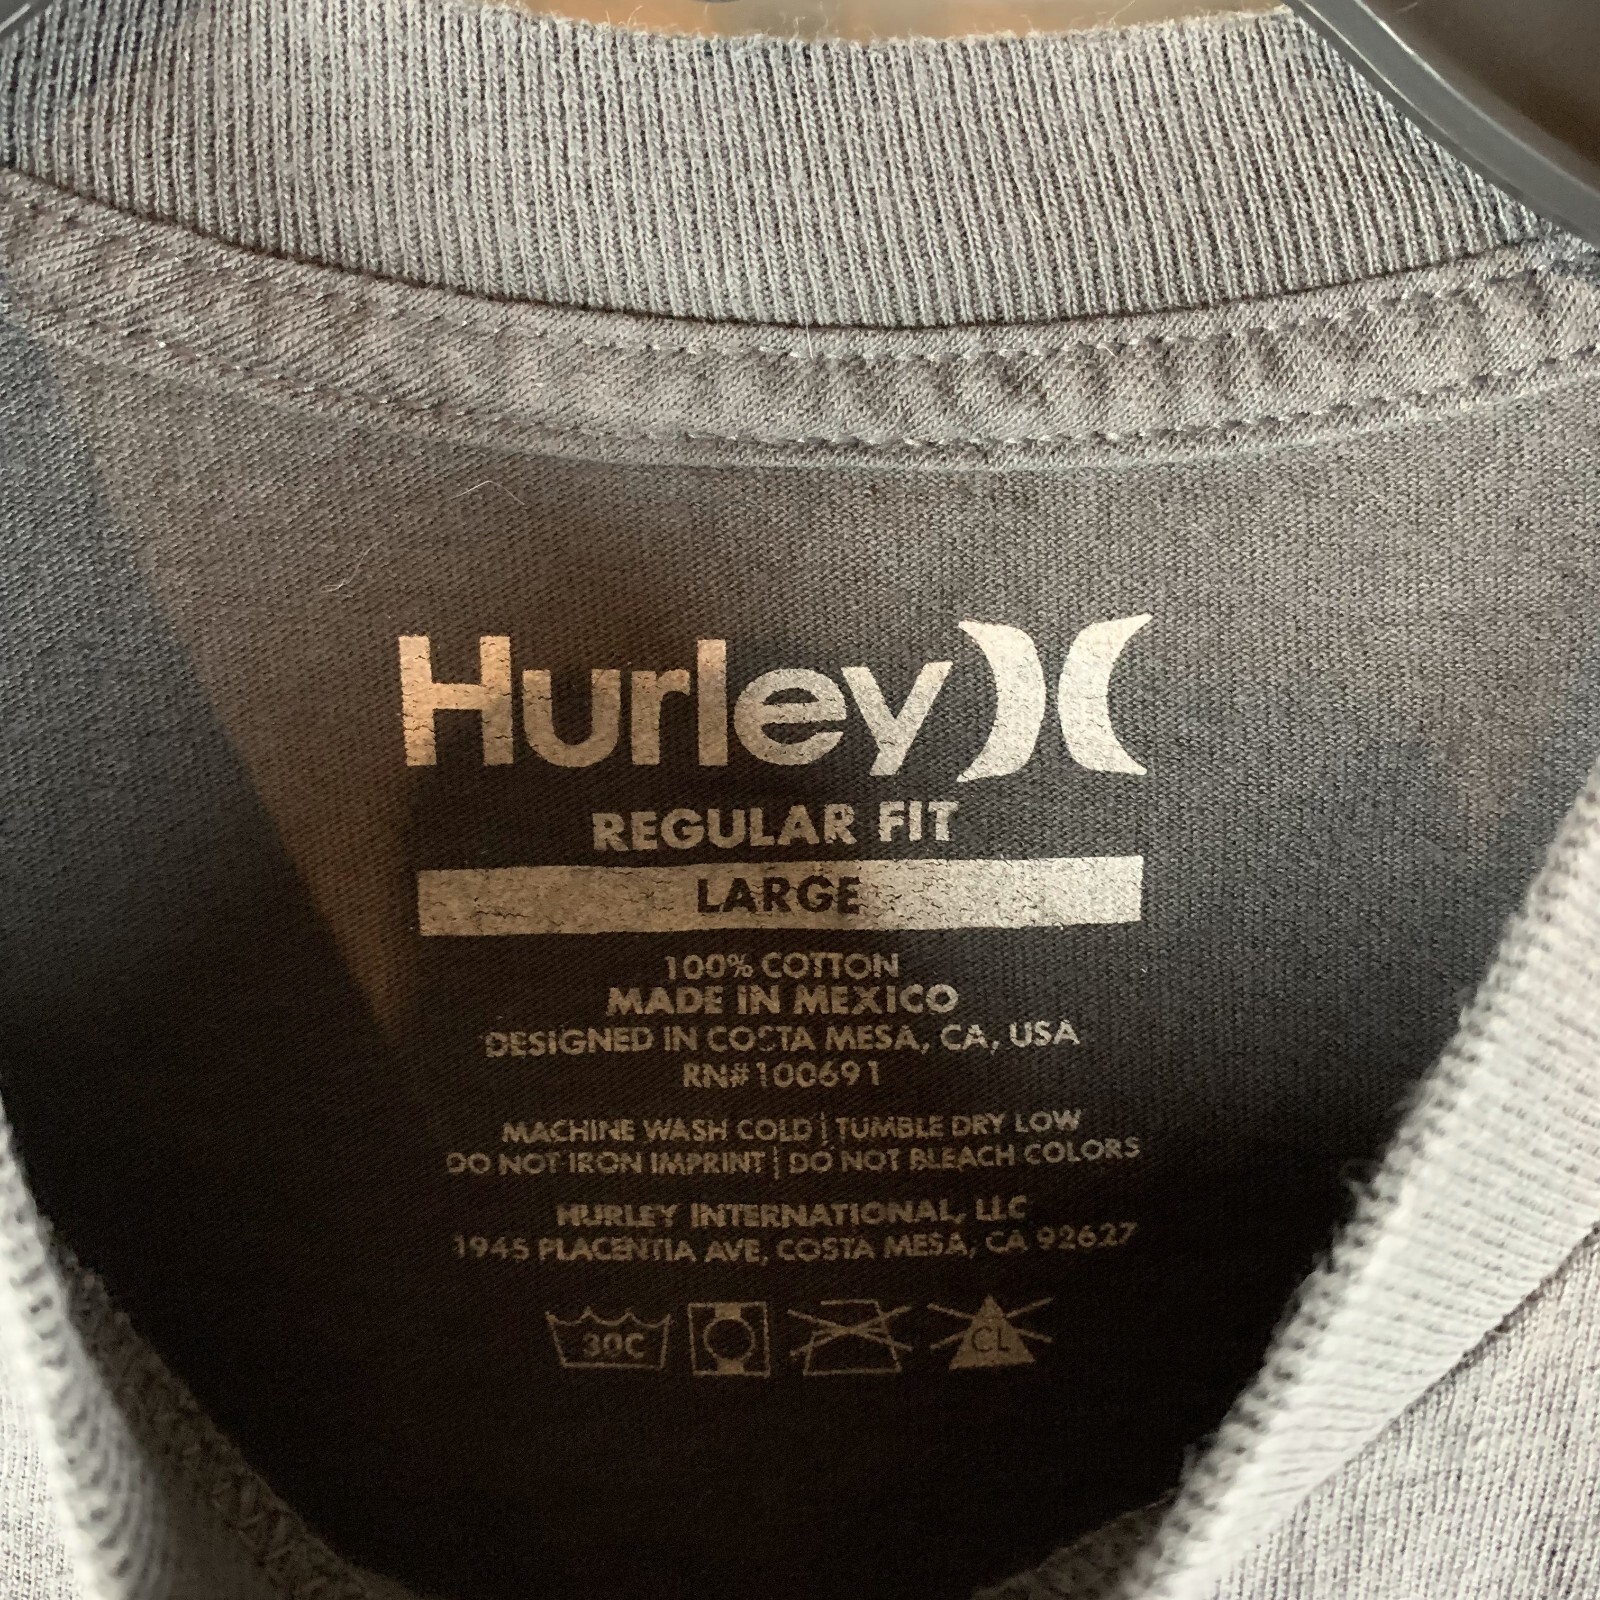 Hurley
REGULAR FIT
LARGE
100% COTTON
MADE IN MEXICO
DESIGNED IN COSTA MESA, CA, USA
RN#100691
MACHINE WASH COLD | TUMBLE DRY LOW
DO NOT IRON IMPRINT | DO NOT BLEACH COLORS
HURLEY INTERNATIONAL, LLC
1945 PLACENTIA AVE, COSTA MESA, CA 92627
30C CL